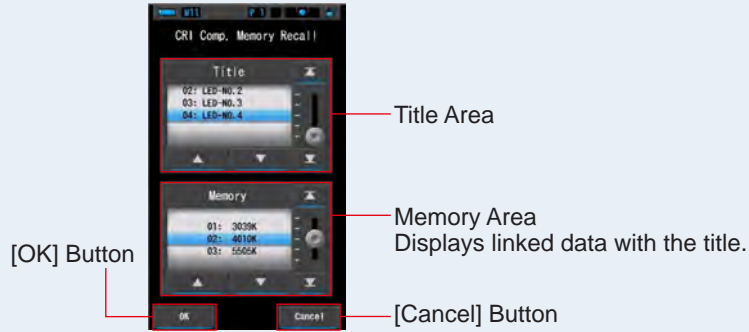 CRI Comp. Memory Recall
Title
02: LED-NO.2
03: LED-NO.3
04: LED-NO.4
Title Area
Memory
01: 3039K
02: 4010K
03: 5505K
Memory Area
Displays linked data with the title.
[OK] Button
OK
Cancel
[Cancel] Button